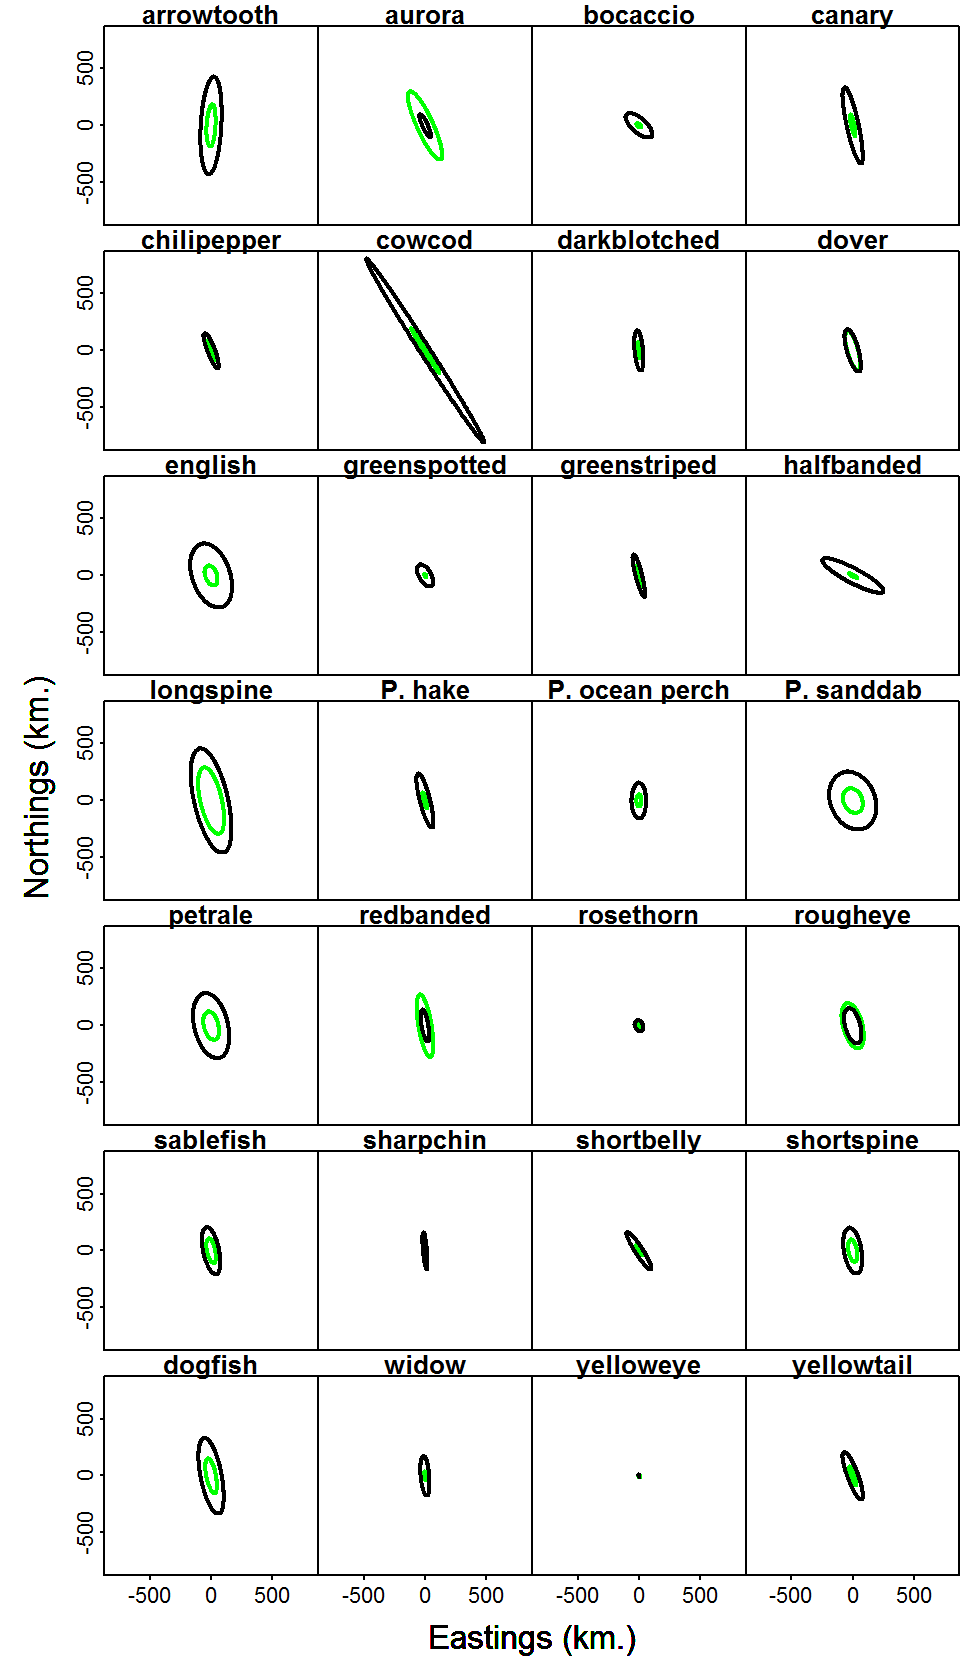 arrowtooth aurora bocaccio canary
500
0
-500
chilipepper cowcod darkblotched dover
500
0
-500
english greenspotted greenstriped halfbanded
500
0
-500
longspine P. hake P. ocean perch P. sanddab
500
0
-500
petrale redbanded rosethorn rougheye
500
0
-500
sablefish sharpchin shortbelly shortspine
500
0
-500
dogfish widow yelloweye yellowtail
500
0
-500
-500 0 500 -500 0 500 -500 0 500 -500 0 500
Northings (km.)
Eastings (km.)